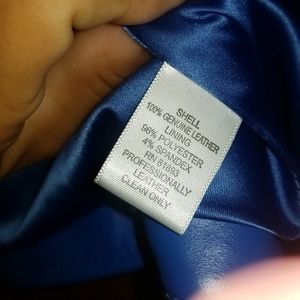 SHELL
100% GENUINE LEATHER
LINING
96% POLYESTER
4% SPANDEX
RN 81693
PROFESSIONALLY
LEATHER
CLEAN ONLY